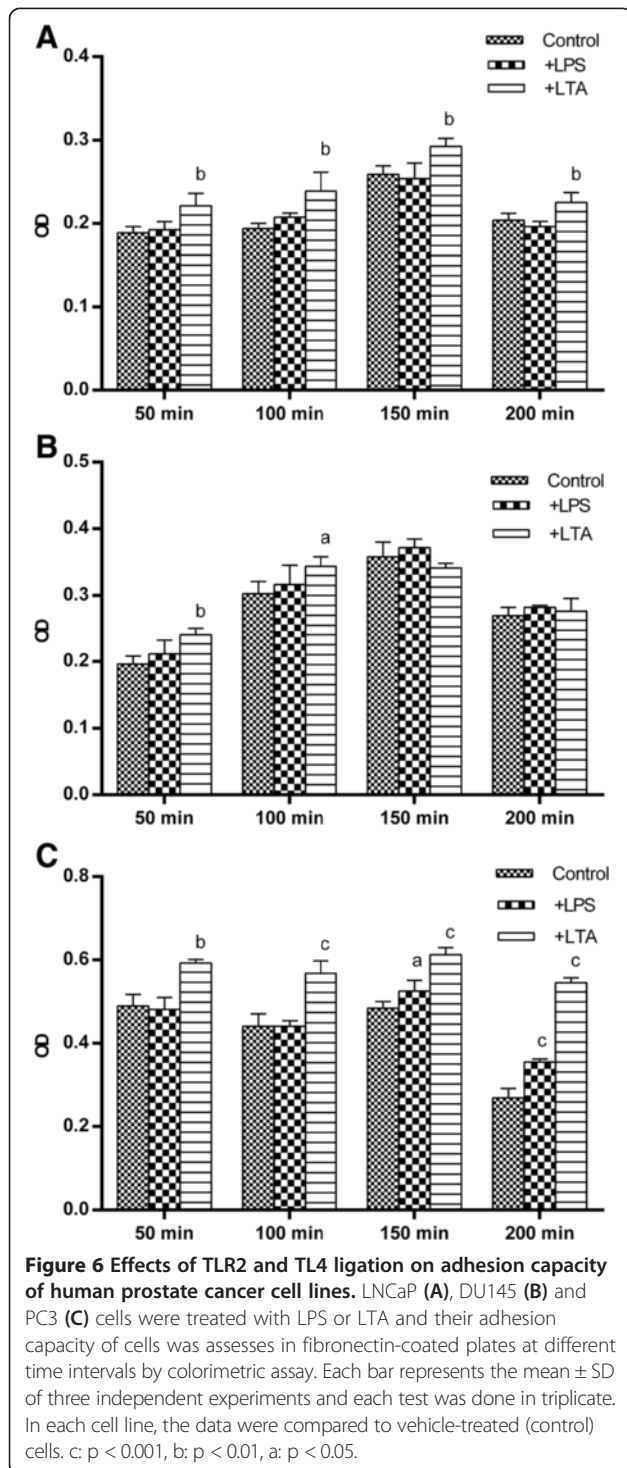 A
Control
+LPS
+LTA
0.4
0.3
0.2
0.1
0.0
OD
b
b
b
b
50 min 100 min 150 min 200 min
B
Control
+LPS
+LTA
0.5
0.4
0.3
0.2
0.1
0.0
OD
b
a
50 min 100 min 150 min 200 min
C
Control
+LPS
+LTA
0.8
0.6
0.4
0.2
0.0
OD
b
c
a
c
c
c
50 min 100 min 150 min 200 min
Figure 6 Effects of TLR2 and TL4 ligation on adhesion capacity
of human prostate cancer cell lines. LNCaP (A), DU145 (B) and
PC3 (C) cells were treated with LPS or LTA and their adhesion
capacity of cells was assesses in fibronectin-coated plates at different
time intervals by colorimetric assay. Each bar represents the mean ± SD
of three independent experiments and each test was done in triplicate.
In each cell line, the data were compared to vehicle-treated (control)
cells. c: p < 0.001, b: p < 0.01, a: p < 0.05.